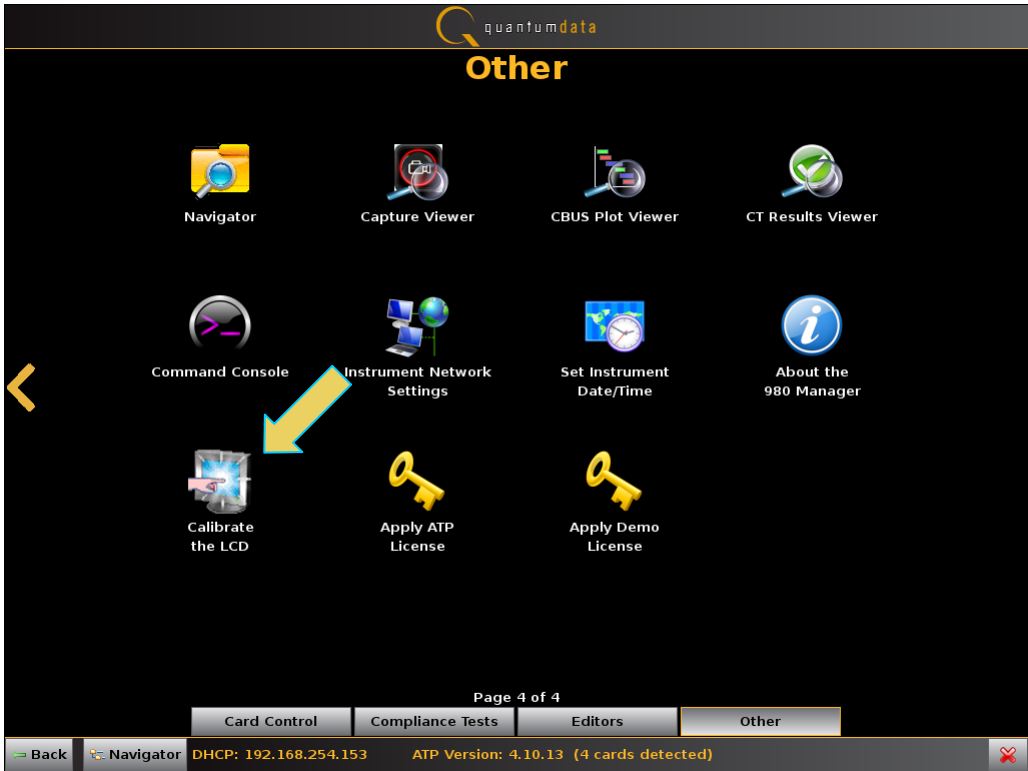 quantumdata
Other
Navigator
Capture Viewer
CBUS Plot Viewer
CT Results Viewer
>_
Command Console
Instrument Network
Settings
Set Instrument
Date/Time
i
About the
980 Manager
Calibrate
the LCD
Apply ATP
License
Apply Demo
License
Page 4 of 4
Card Control
Compliance Tests
Editors
Other
Back
Navigator
DHCP: 192.168.254.153
ATP Version: 4.10.13 (4 cards detected)